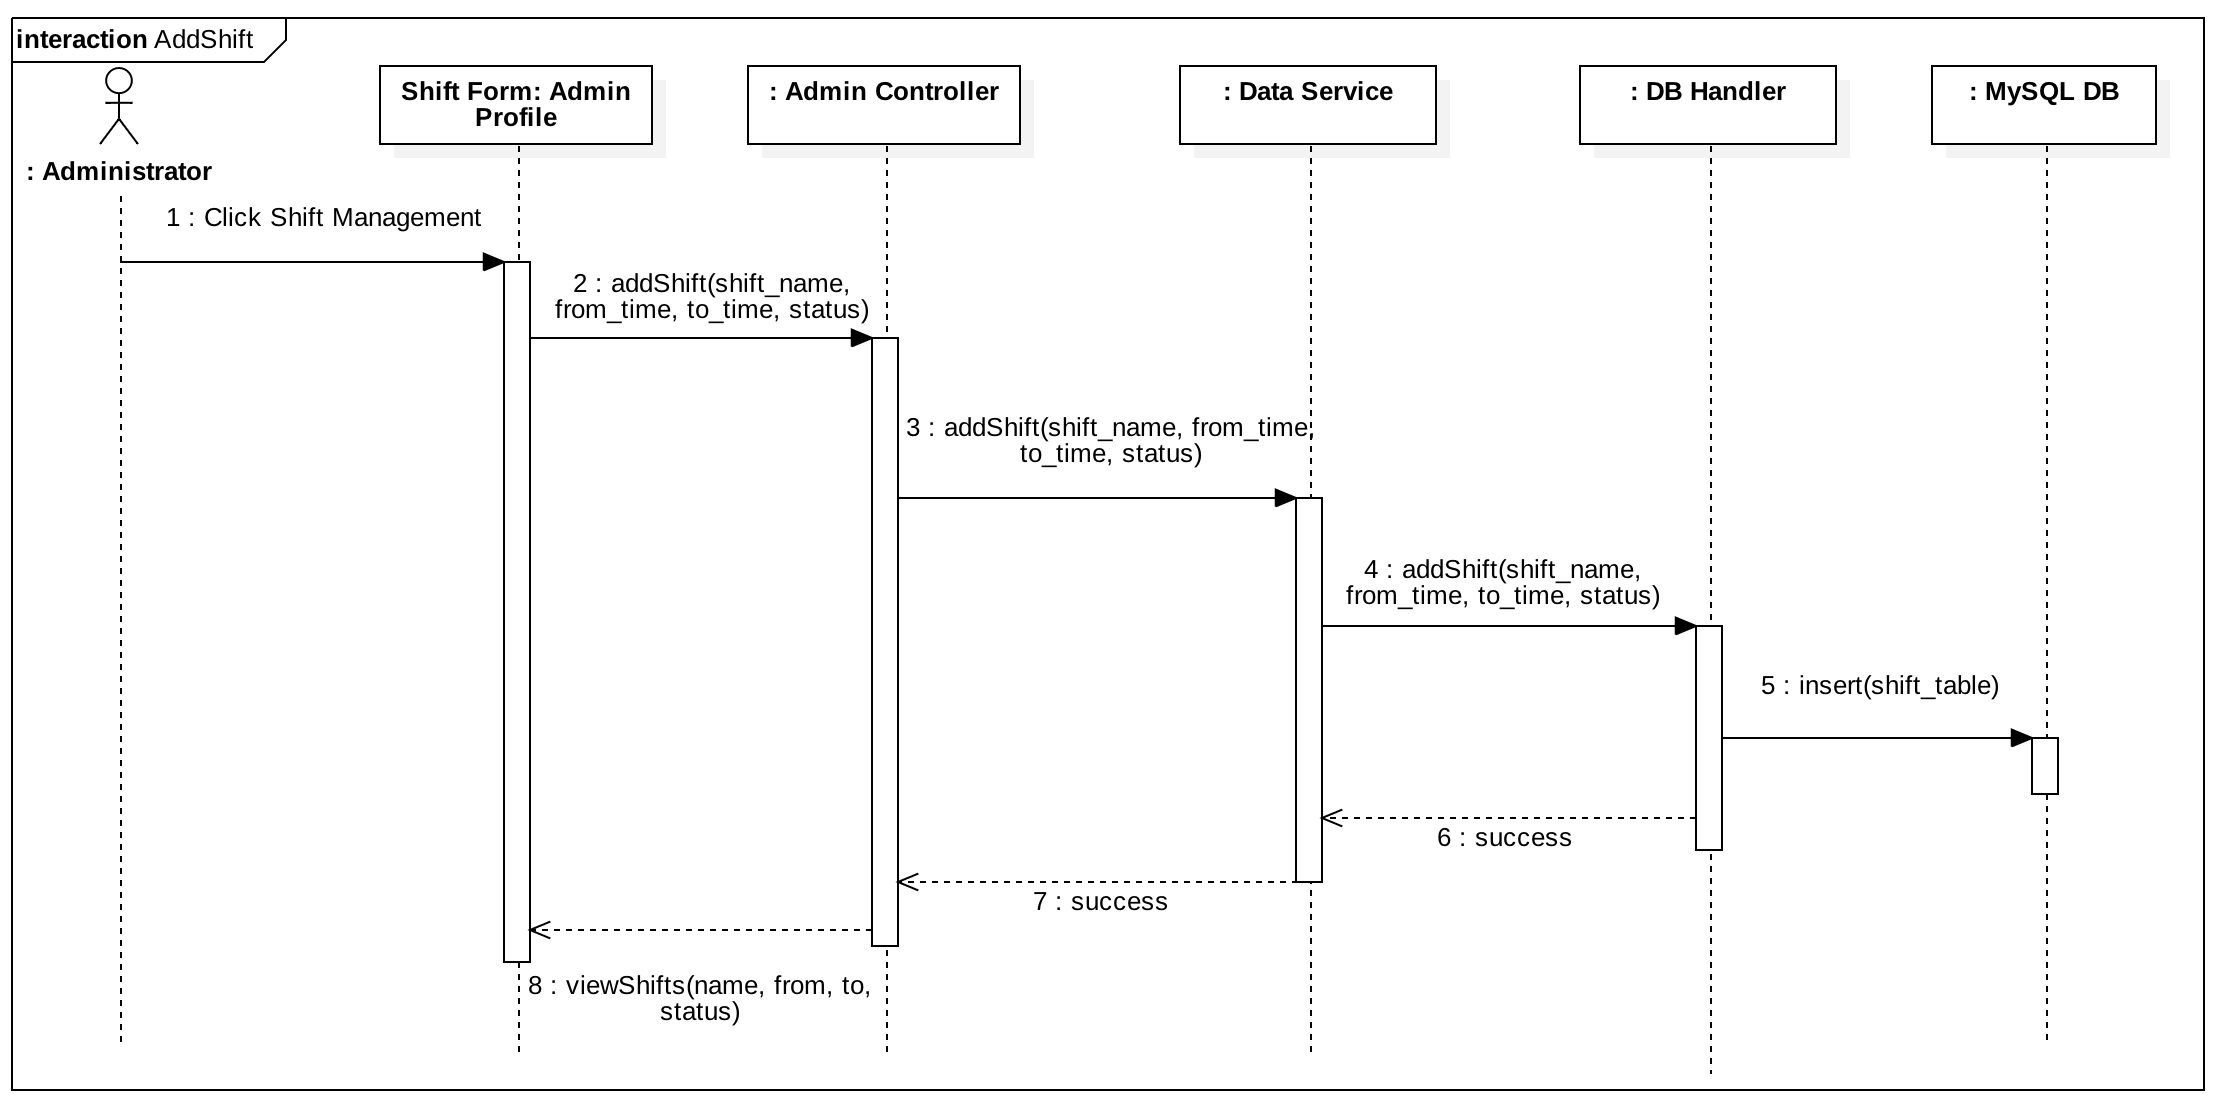 interaction AddShift
Shift Form: Admin
Profile
: Admin Controller
: Data Service
: DB Handler
: MySQL DB
: Administrator
1 : Click Shift Management
2 : addShift(shift_name,
from_time, to_time, status)
3 : addShift(shift_name, from_time,
to_time, status)
4 : addShift(shift_name,
from_time, to_time, status)
5 : insert(shift_table)
6 : success
7 : success
8 : viewShifts(name, from, to,
status)